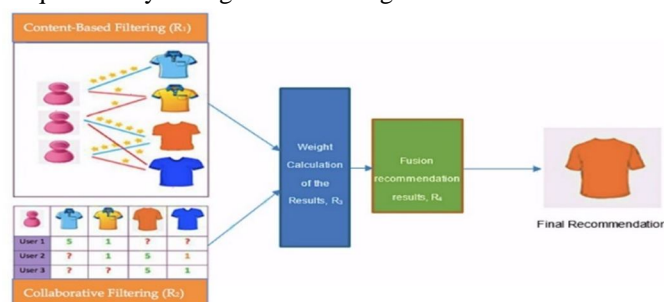 Content-Based Filtering (R₁)
Weight
Calculation
of the
Results, R₃
Fusion
recommendation
results, R₄
Final Recommendation
User 1 5 1 ? ?
User 2 ? 1 5 1
User 3 ? ? 5 1
Collaborative Filtering (R₂)